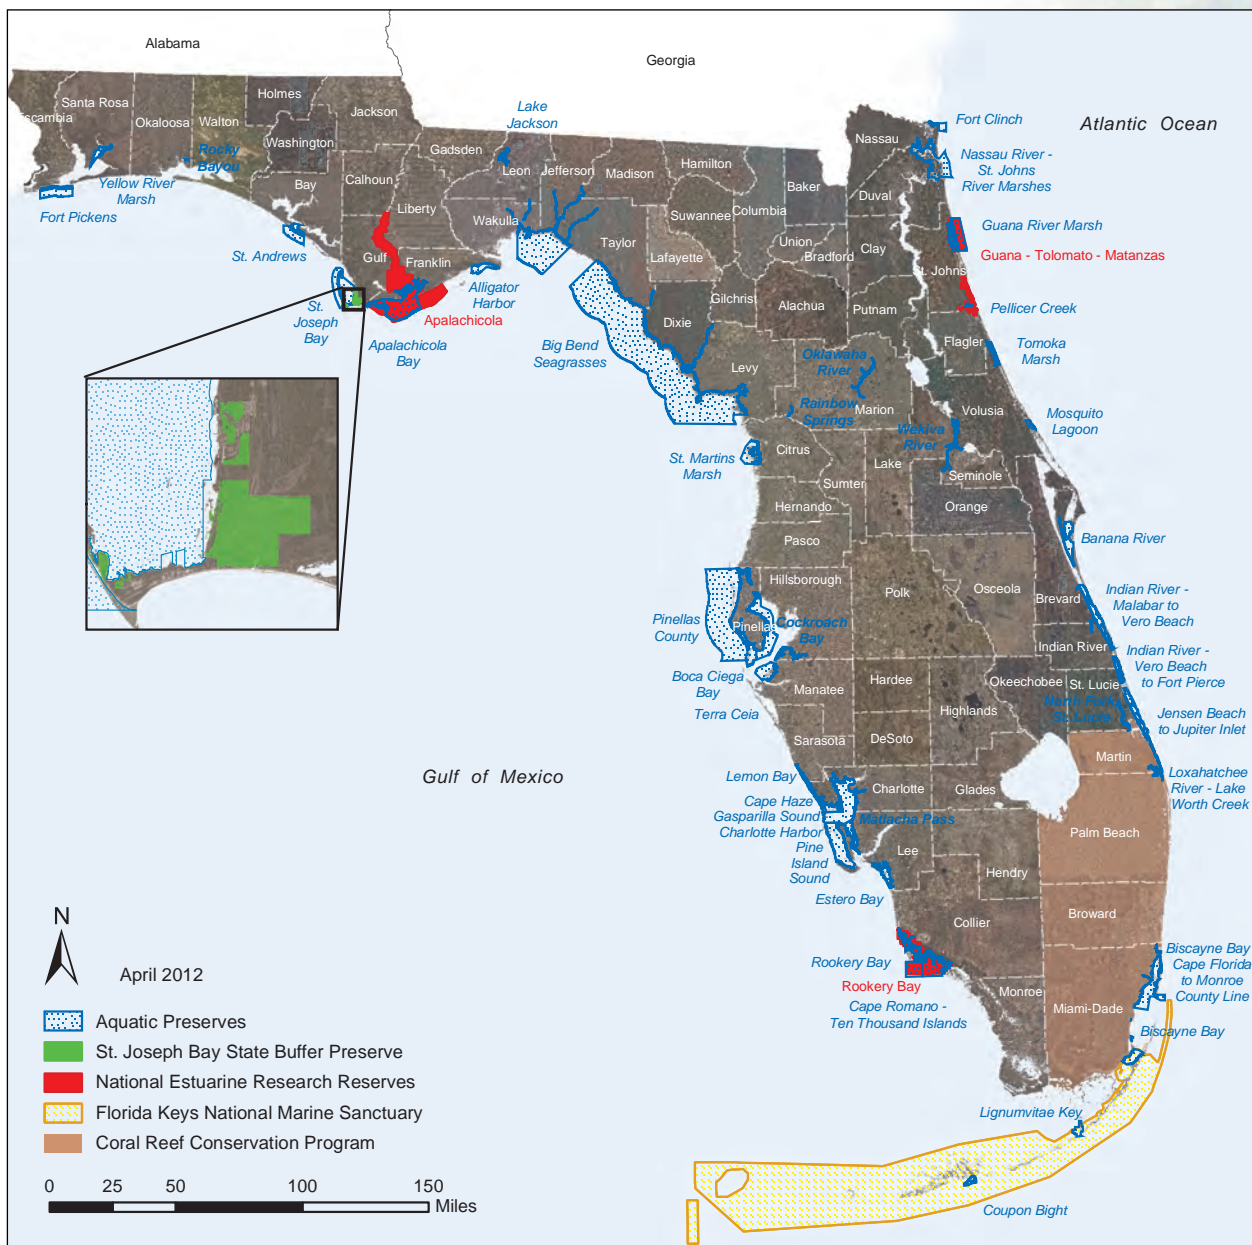 Alabama
Georgia
Atlantic Ocean
Gulf of Mexico
Escambia
Santa Rosa
Okaloosa
Walton
Holmes
Washington
Jackson
Bay
Calhoun
Gadsden
Liberty
Gulf
Franklin
Leon
Wakulla
Jefferson
Madison
Taylor
Hamilton
Suwannee
Lafayette
Columbia
Baker
Union
Bradford
Nassau
Duval
Clay
St. Johns
Putnam
Alachua
Gilchrist
Dixie
Levy
Marion
Flagler
Volusia
Citrus
Lake
Sumter
Seminole
Orange
Hernando
Pasco
Hillsborough
Pinellas
Polk
Osceola
Brevard
Indian River
Okeechobee
St. Lucie
Manatee
Hardee
Highlands
Sarasota
DeSoto
Martin
Charlotte
Glades
Palm Beach
Lee
Hendry
Broward
Collier
Monroe
Miami-Dade
Rocky
Bayou
Yellow River
Marsh
Fort Pickens
St. Andrews
St.
Joseph
Bay
Lake
Jackson
Apalachicola
Apalachicola
Bay
Alligator
Harbor
Big Bend
Seagrasses
St. Martins
Marsh
Oklawaha
River
Rainbow
Springs
Wekiva
River
Fort Clinch
Nassau River -
St. Johns
River Marshes
Guana River Marsh
Guana - Tolomato - Matanzas
Pellicer Creek
Tomoka
Marsh
Mosquito
Lagoon
Banana River
Indian River -
Malabar to
Vero Beach
Indian River -
Vero Beach
to Fort Pierce
North Fork
St. Lucie
Jensen Beach
to Jupiter Inlet
Loxahatchee
River - Lake
Worth Creek
Pinellas
County
Cockroach
Bay
Boca Ciega
Bay
Terra Ceia
Lemon Bay
Cape Haze
Gasparilla Sound
Charlotte Harbor
Matlacha Pass
Pine
Island
Sound
Estero Bay
Rookery Bay
Rookery Bay
Cape Romano -
Ten Thousand Islands
Biscayne Bay
Cape Florida
to Monroe
County Line
Biscayne Bay
Lignumvitae Key
Coupon Bight
N
April 2012
Aquatic Preserves
St. Joseph Bay State Buffer Preserve
National Estuarine Research Reserves
Florida Keys National Marine Sanctuary
Coral Reef Conservation Program
0 25 50 100 150
Miles